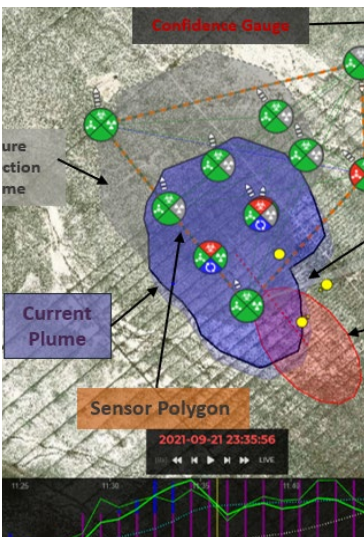 Confidence Gauge
ure
ction
me
Current
Plume
Sensor Polygon
2021-09-21 23:35:56
LIVE
11:25
11:30
11:35
11:40